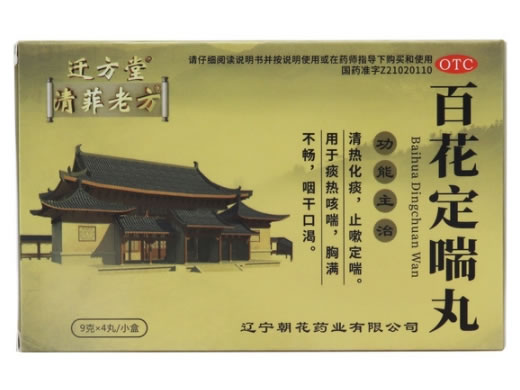 迁方堂
清菲老方
请仔细阅读说明书并按说明使用或在药师指导下购买和使用
国药准字Z21020110
OTC
百花定喘丸
Baihua Dingchuan Wan
功能主治
清热化痰，止嗽定喘。
用于痰热咳喘，胸满
不畅，咽干口渴。
9克×4丸/小盒
辽宁朝花药业有限公司